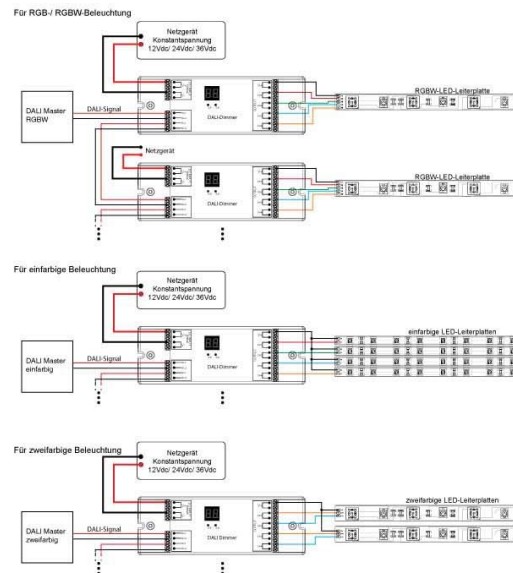 Für RGB-/ RGBW-Beleuchtung
Netzgerät
Konstantspannung
12Vdc/ 24Vdc/ 36Vdc
DALI Master
RGBW
DALI-Signal
DALI-Dimmer
RGBW-LED-Leiterplatte
Netzgerät
DALI-Dimmer
RGBW-LED-Leiterplatte
Für einfarbige Beleuchtung
Netzgerät
Konstantspannung
12Vdc/ 24Vdc/ 36Vdc
DALI Master
einfarbig
DALI-Signal
DALI-Dimmer
einfarbige LED-Leiterplatten
Für zweifarbige Beleuchtung
Netzgerät
Konstantspannung
12Vdc/ 24Vdc/ 36Vdc
DALI Master
zweifarbig
DALI-Signal
DALI Dimmer
zweifarbige LED-Leiterplatten